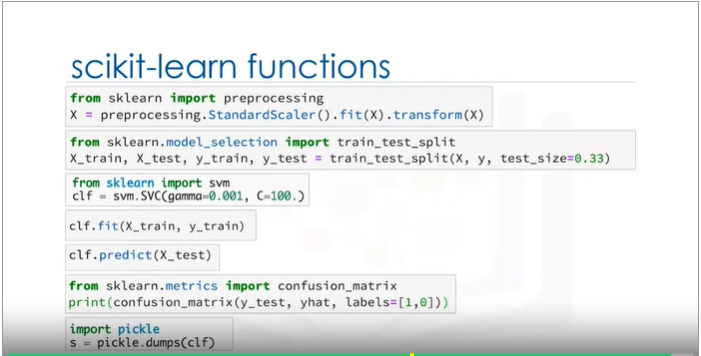 scikit-learn functions
from sklearn import preprocessing
X = preprocessing.StandardScaler().fit(X).transform(X)
from sklearn.model_selection import train_test_split
X_train, X_test, y_train, y_test = train_test_split(X, y, test_size=0.33)
from sklearn import svm
clf = svm.SVC(gamma=0.001, C=100.)
clf.fit(X_train, y_train)
clf.predict(X_test)
from sklearn.metrics import confusion_matrix
print(confusion_matrix(y_test, yhat, labels=[1,0]))
import pickle
s = pickle.dumps(clf)